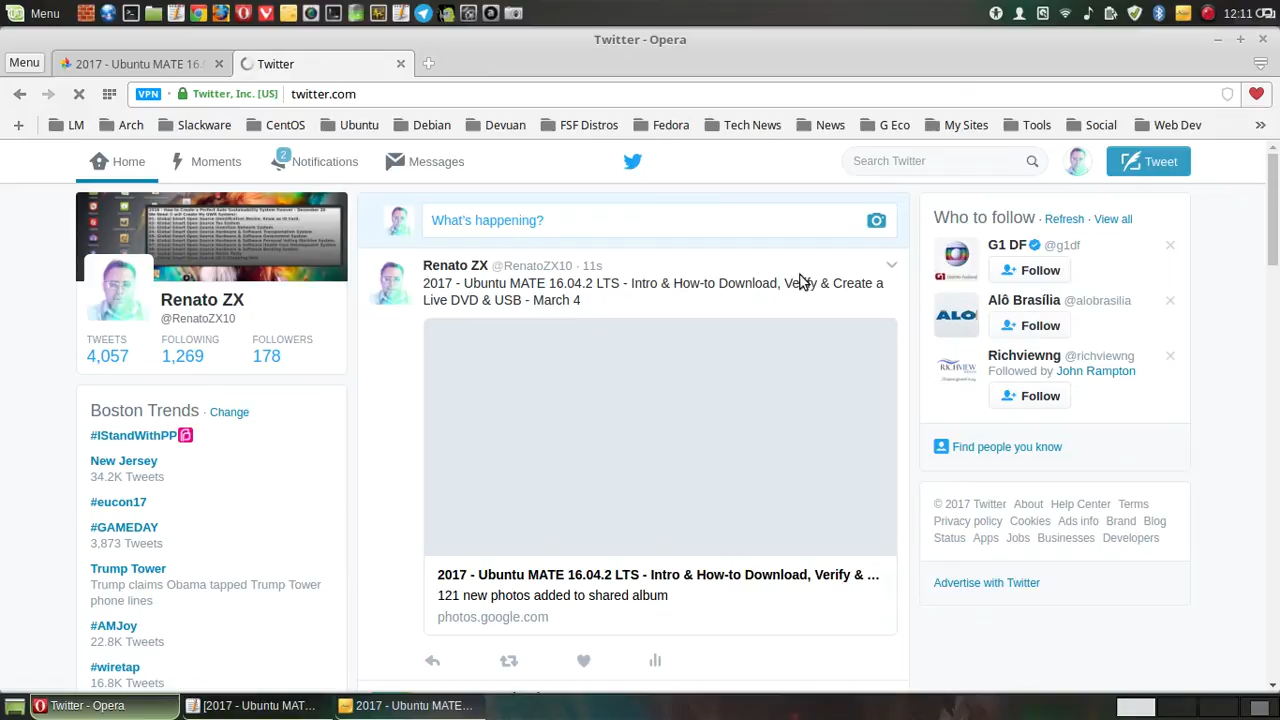 Menu
12:11
Twitter - Opera
Menu
2017 - Ubuntu MATE 16.
Twitter
VPN
Twitter, Inc. [US]
twitter.com
LM
Arch
Slackware
CentOS
Ubuntu
Debian
Devuan
FSF Distros
Fedora
Tech News
News
G Eco
My Sites
Tools
Social
Web Dev
Home
Moments
2
Notifications
Messages
Search Twitter
Tweet
Renato ZX
@RenatoZX10
TWEETS
4,057
FOLLOWING
1,269
FOLLOWERS
178
Boston Trends · Change
#IStandWithPP
New Jersey
34.2K Tweets
#eucon17
#GAMEDAY
3,873 Tweets
Trump Tower
Trump claims Obama tapped Trump Tower
phone lines
#AMJoy
22.8K Tweets
#wiretap
16.8K Tweets
What's happening?
Renato ZX @RenatoZX10 · 11s
2017 - Ubuntu MATE 16.04.2 LTS - Intro & How-to Download, Verify & Create a
Live DVD & USB - March 4
2017 - Ubuntu MATE 16.04.2 LTS - Intro & How-to Download, Verify & ...
121 new photos added to shared album
photos.google.com
Who to follow · Refresh · View all
G1 DF @g1df
G1
Follow
Alô Brasília @alobrasilia
ALO
Follow
Richviewng @richviewng
Followed by John Rampton
RICHVIEW
Follow
Find people you know
© 2017 Twitter About Help Center Terms
Privacy policy Cookies Ads info Brand Blog
Status Apps Jobs Businesses Developers
Advertise with Twitter
Twitter - Opera
[2017 - Ubuntu MAT...
2017 - Ubuntu MATE...